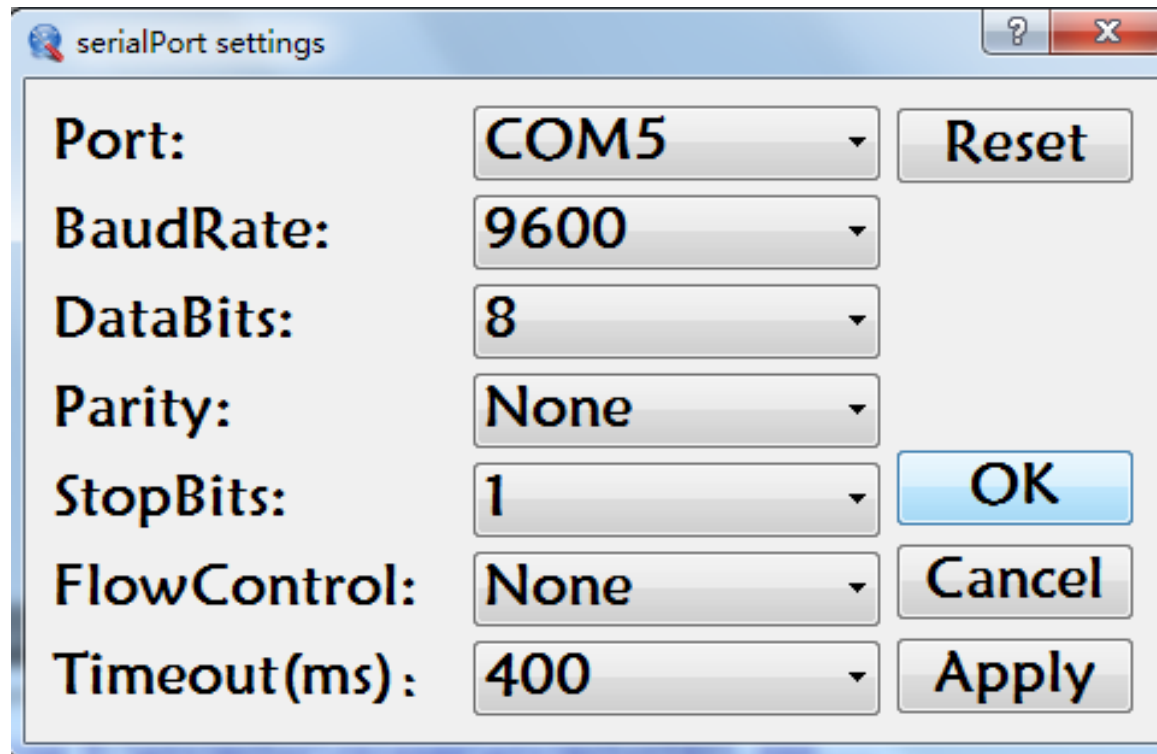 serialPort settings
Port: COM5 Reset
BaudRate: 9600
DataBits: 8
Parity: None
StopBits: 1 OK
FlowControl: None Cancel
Timeout(ms): 400 Apply